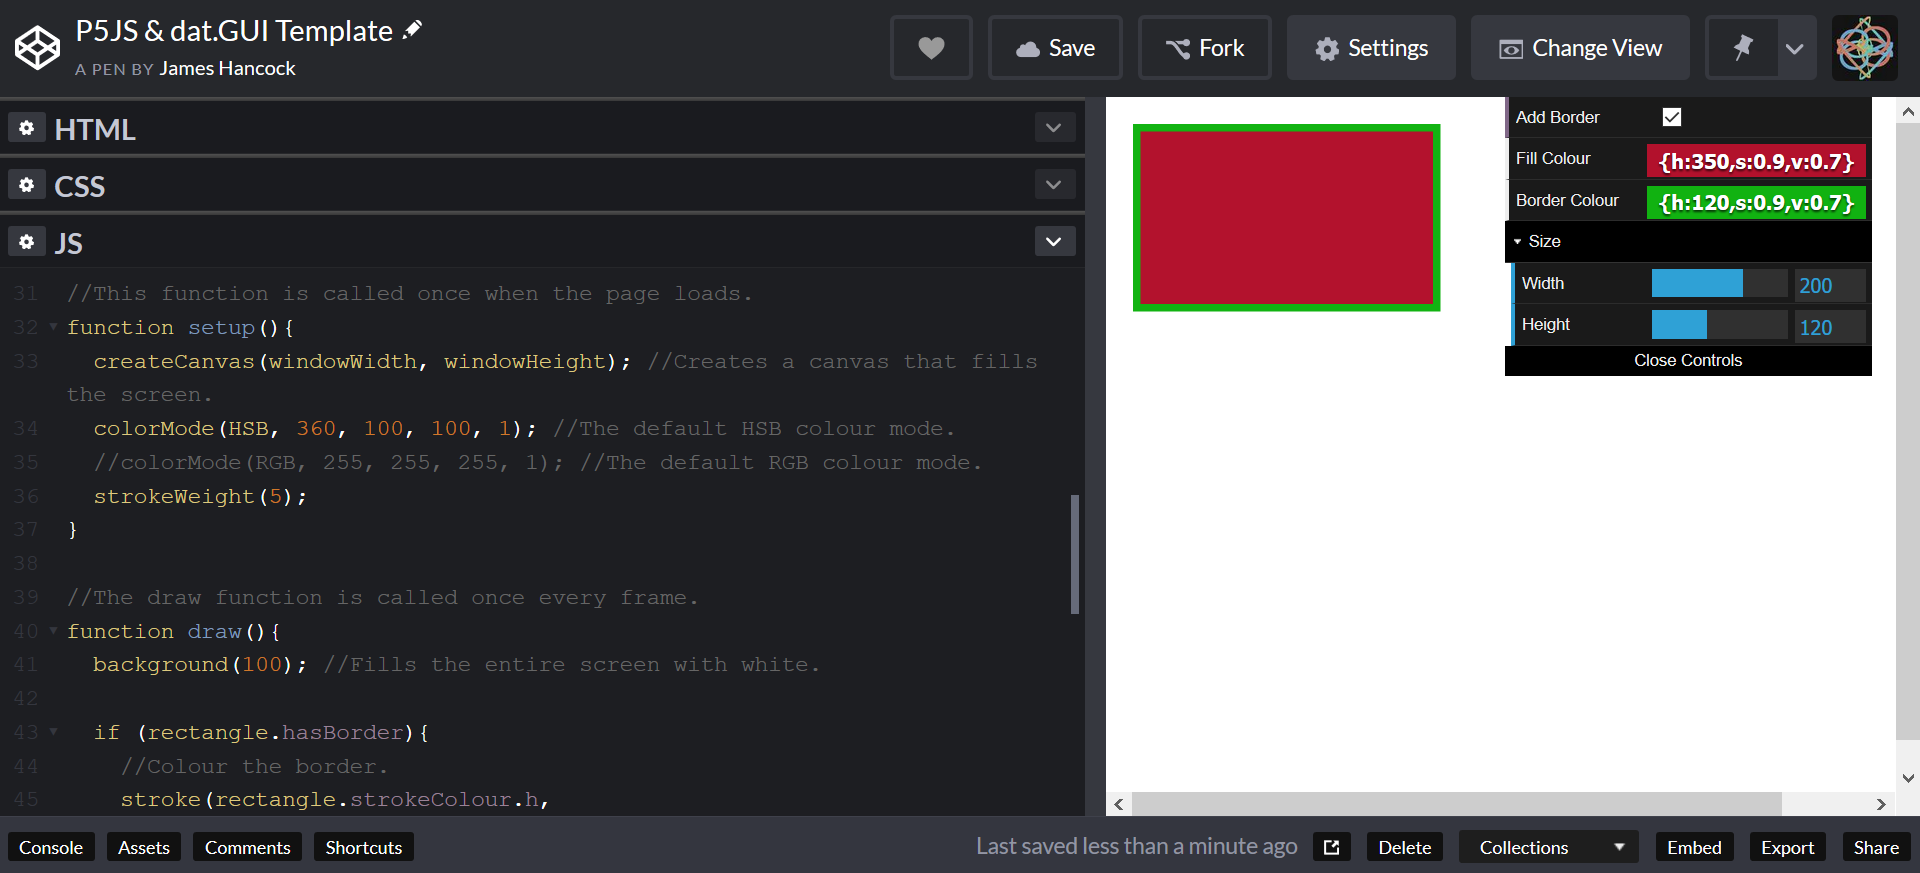 P5JS & dat.GUI Template
A PEN BY James Hancock
Save
Fork
Settings
Change View
HTML
CSS
JS
31 //This function is called once when the page loads.
32 function setup(){
33 createCanvas(windowWidth, windowHeight); //Creates a canvas that fills
the screen.
34 colorMode(HSB, 360, 100, 100, 1); //The default HSB colour mode.
35 //colorMode(RGB, 255, 255, 255, 1); //The default RGB colour mode.
36 strokeWeight(5);
37 }
38
39 //The draw function is called once every frame.
40 function draw(){
41 background(100); //Fills the entire screen with white.
42
43 if (rectangle.hasBorder){
44 //Colour the border.
45 stroke(rectangle.strokeColour.h,
Add Border
Fill Colour {h:350,s:0.9,v:0.7}
Border Colour {h:120,s:0.9,v:0.7}
Size
Width 200
Height 120
Close Controls
Console
Assets
Comments
Shortcuts
Last saved less than a minute ago
Delete
Collections
Embed
Export
Share